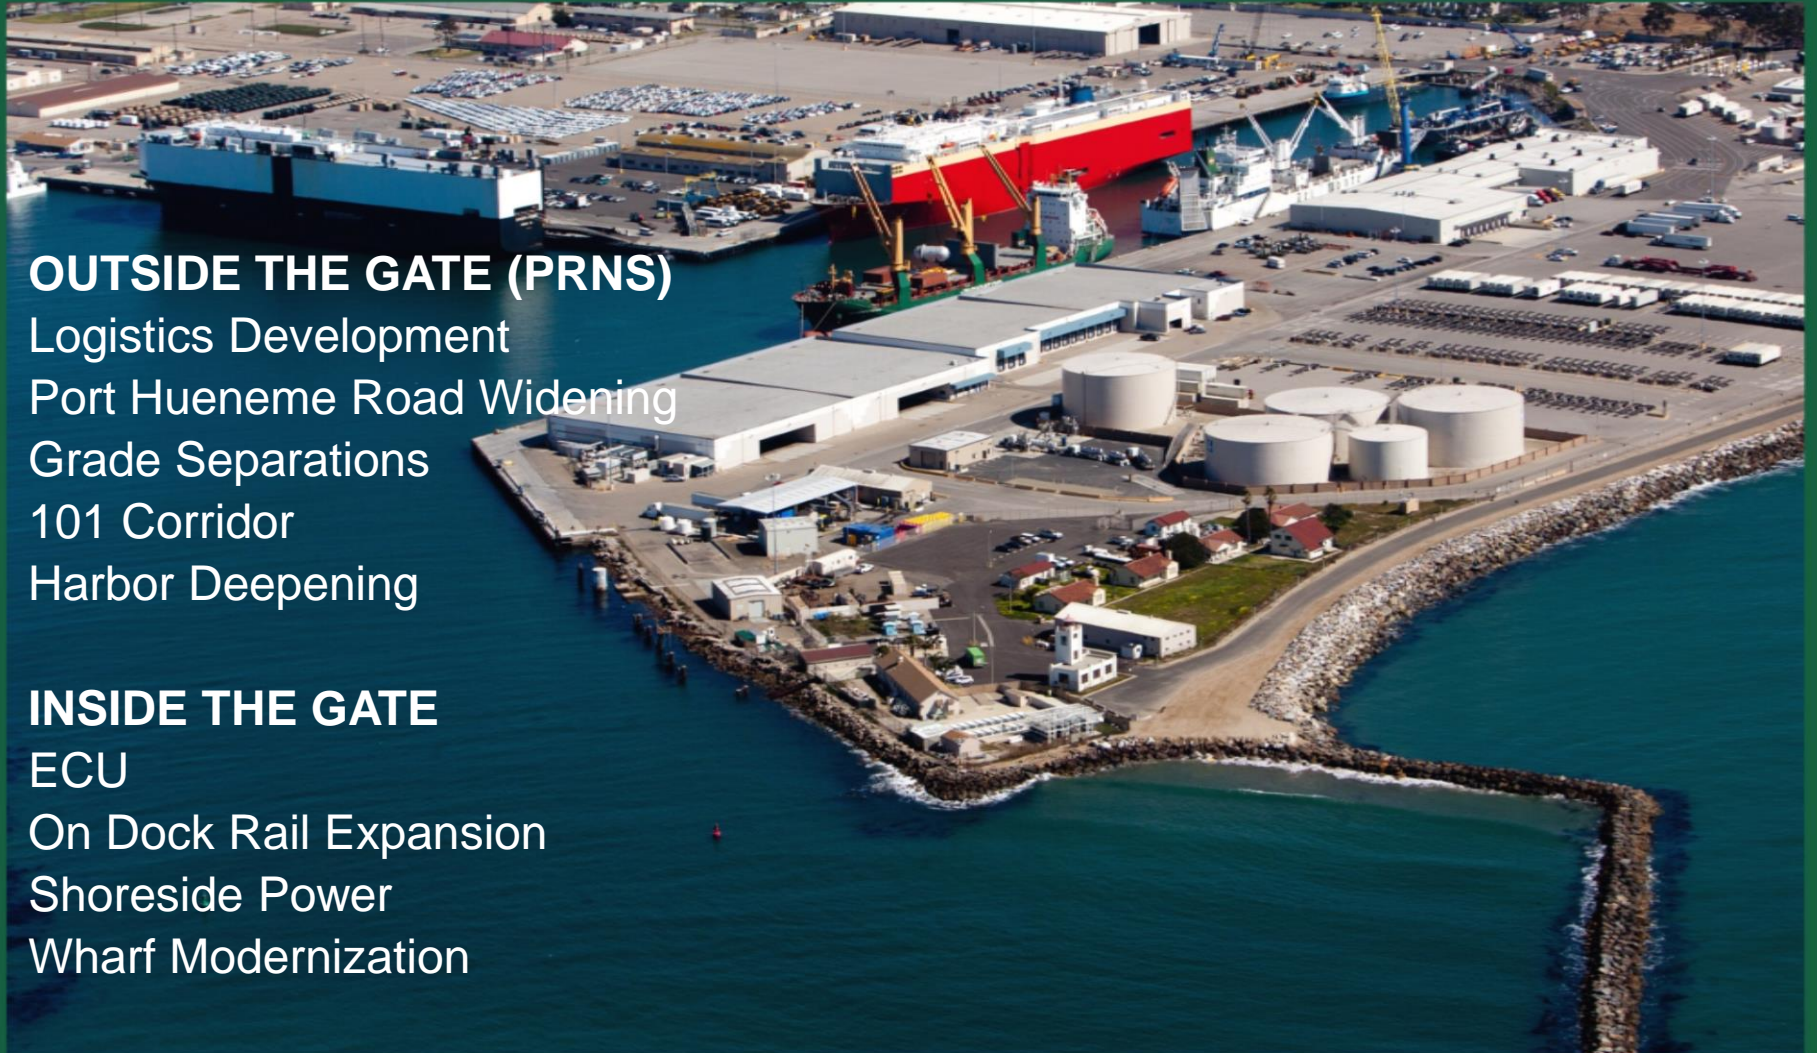 OUTSIDE THE GATE (PRNS)
Logistics Development
Port Hueneme Road Widening
Grade Separations
101 Corridor
Harbor Deepening
INSIDE THE GATE
ECU
On Dock Rail Expansion
Shoreside Power
Wharf Modernization